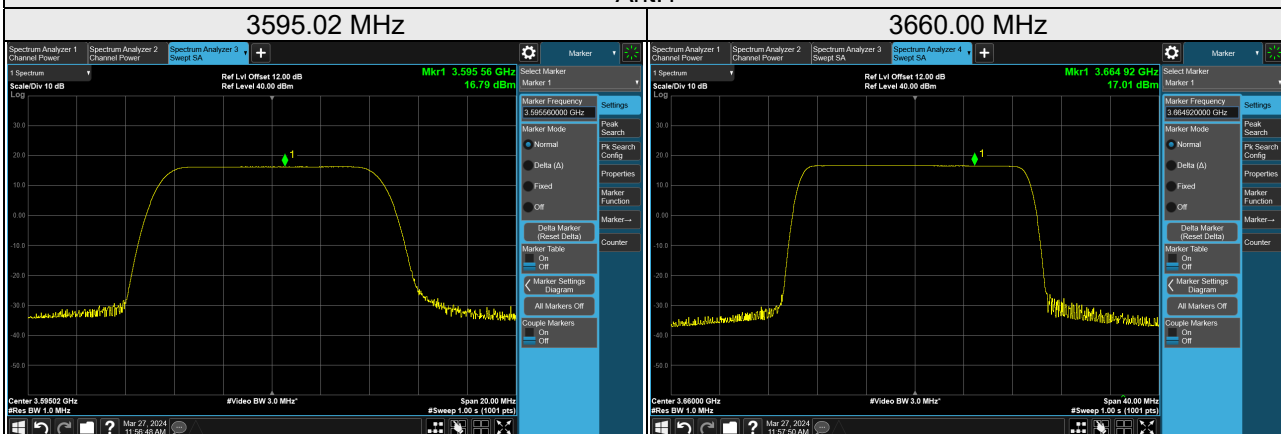 3595.02 MHz
3660.00 MHz
Spectrum Analyzer 1
Channel Power
Spectrum Analyzer 2
Channel Power
Spectrum Analyzer 3
Swept SA
+
Marker
1 Spectrum
Scale/Div 10 dB
Log
Ref Lvl Offset 12.00 dB
Ref Level 40.00 dBm
Mkr1 3.595 56 GHz
16.79 dBm
30.0
20.0
10.0
0.00
-10.0
-20.0
-30.0
-40.0
-50.0
1
Center 3.59502 GHz
#Res BW 1.0 MHz
#Video BW 3.0 MHz*
Span 20.00 MHz
#Sweep 1.00 s (1001 pts)
Select Marker
Marker 1
Marker Frequency
3.595560000 GHz
Marker Mode
Normal
Delta (Δ)
Fixed
Off
Delta Marker
(Reset Delta)
Marker Table
On
Off
Marker Settings
Diagram
All Markers Off
Couple Markers
On
Off
Settings
Peak
Search
Pk Search
Config
Properties
Marker
Function
Marker→
Counter
?
Mar 27, 2024
11:56:48 AM
Spectrum Analyzer 1
Channel Power
Spectrum Analyzer 2
Channel Power
Spectrum Analyzer 3
Swept SA
Spectrum Analyzer 4
Swept SA
+
Marker
1 Spectrum
Scale/Div 10 dB
Log
Ref Lvl Offset 12.00 dB
Ref Level 40.00 dBm
Mkr1 3.664 92 GHz
17.01 dBm
30.0
20.0
10.0
0.00
-10.0
-20.0
-30.0
-40.0
-50.0
1
Center 3.66000 GHz
#Res BW 1.0 MHz
#Video BW 3.0 MHz*
Span 40.00 MHz
#Sweep 1.00 s (1001 pts)
Select Marker
Marker 1
Marker Frequency
3.664920000 GHz
Marker Mode
Normal
Delta (Δ)
Fixed
Off
Delta Marker
(Reset Delta)
Marker Table
On
Off
Marker Settings
Diagram
All Markers Off
Couple Markers
On
Off
Settings
Peak
Search
Pk Search
Config
Properties
Marker
Function
Marker→
Counter
?
Mar 27, 2024
11:57:50 AM